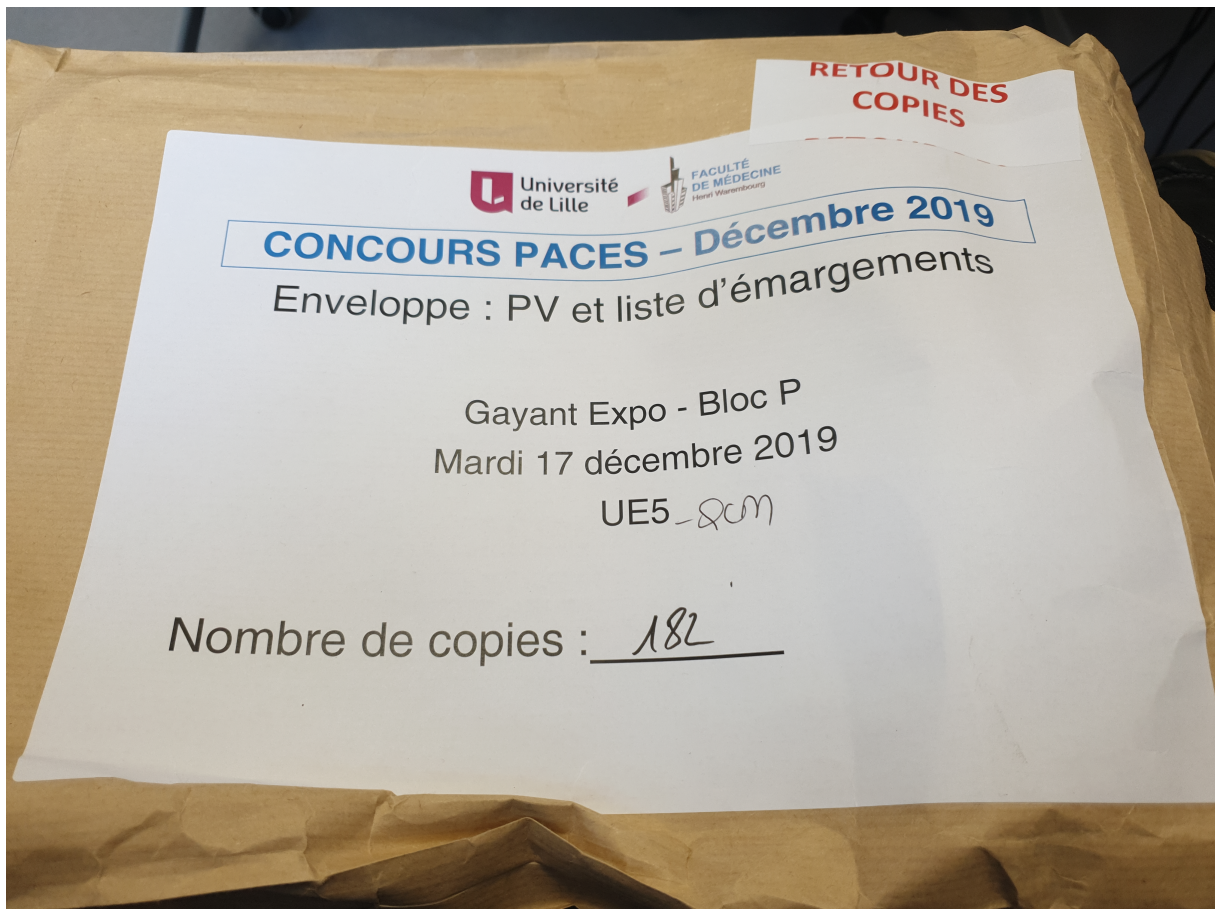 RETOUR DES
COPIES
Université
de Lille
FACULTÉ
DE MÉDECINE
Henri Warembourg
CONCOURS PACES – Décembre 2019
Enveloppe : PV et liste d'émargements
Gayant Expo - Bloc P
Mardi 17 décembre 2019
UE5 - QCM
Nombre de copies : 182